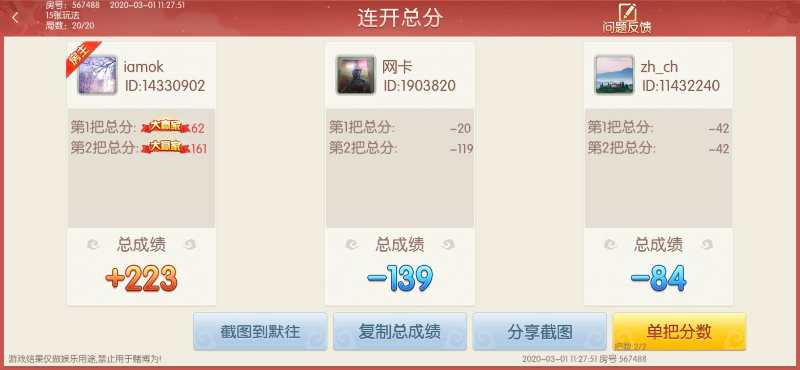 房号：567488 2020-03-01 11:27:51
15张玩法
局数：20/20
连开总分
问题反馈
房主
iamok
ID:14330902
第1把总分: 大赢家 62
第2把总分: 大赢家 161
总成绩
+223
网卡
ID:1903820
第1把总分: -20
第2把总分: -119
总成绩
-139
zh_ch
ID:11432240
第1把总分: -42
第2把总分: -42
总成绩
-84
截图到默往
复制总成绩
分享截图
单把分数
把数:2/2
游戏结果仅做娱乐用途,禁止用于赌博为!
2020-03-01 11:27:51 房号 567488